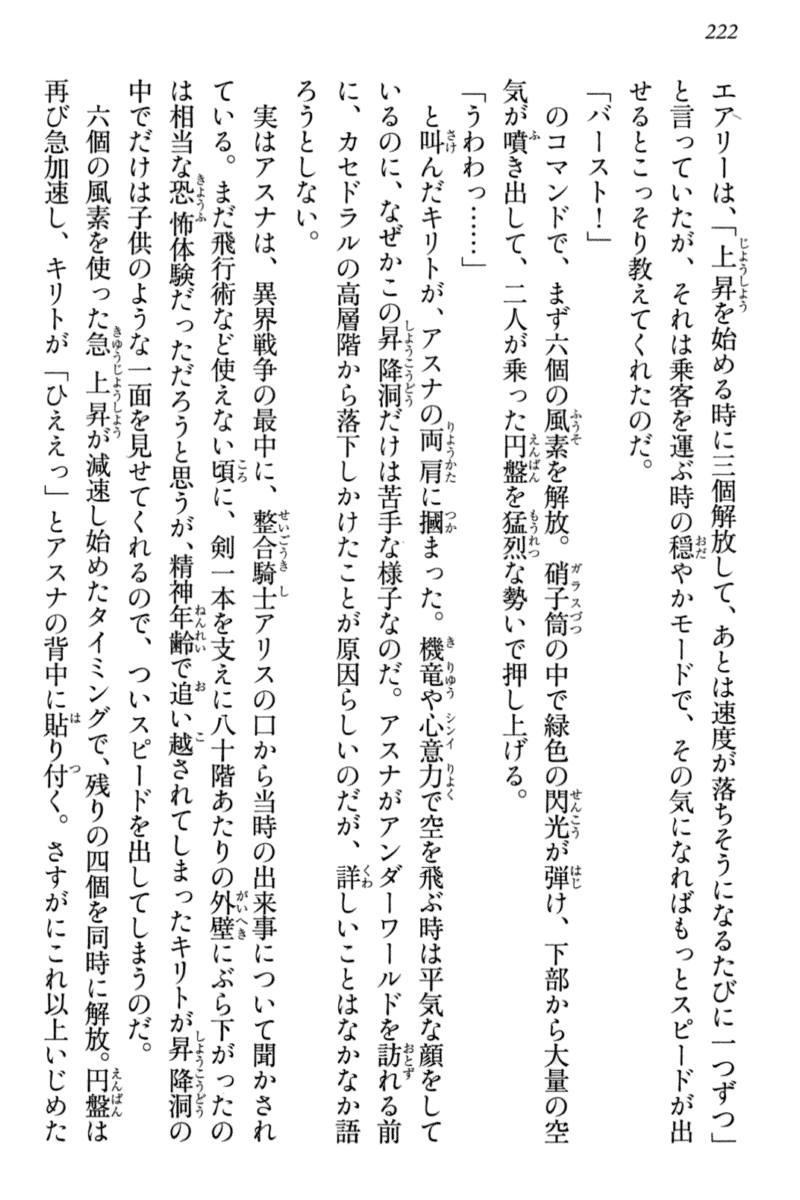 222
エアリーは、「上昇を始める時に三個解放して、あとは速度が落ちそうになるたびに一つずつ」
と言っていたが、それは乗客を運ぶ時の穏やかモードで、その気になればもっとスピードが出
せるとこっそり教えてくれたのだ。
「バースト！」
のコマンドで、まず六個の風素を解放。硝子筒の中で緑色の閃光が弾け、下部から大量の空
気が噴き出して、二人が乗った円盤を猛烈な勢いで押し上げる。
「うわわっ……」
と叫んだキリトが、アスナの両肩に摑まった。機竜や心意力で空を飛ぶ時は平気な顔をして
いるのに、なぜかこの昇降洞だけは苦手な様子なのだ。アスナがアンダーワールドを訪れる前
に、カセドラルの高層階から落下しかけたことが原因らしいのだが、詳しいことはなかなか語
ろうとしない。
実はアスナは、異界戦争の最中に、整合騎士アリスの口から当時の出来事について聞かされ
ている。まだ飛行術など使えない頃に、剣一本を支えに八十階あたりの外壁にぶら下がったの
は相当な恐怖体験だっただろうと思うが、精神年齢で追い越されてしまったキリトが昇降洞の
中でだけは子供のような一面を見せてくれるので、ついスピードを出してしまうのだ。
六個の風素を使った急上昇が減速し始めたタイミングで、残りの四個を同時に解放。円盤は
再び急加速し、キリトが「ひええっ」とアスナの背中に貼り付く。さすがにこれ以上いじめた